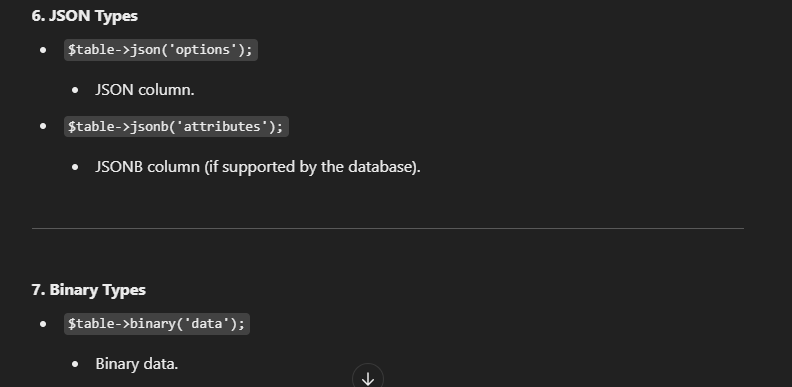 6. JSON Types
$table->json('options');
JSON column.
$table->jsonb('attributes');
JSONB column (if supported by the database).
7. Binary Types
$table->binary('data');
Binary data.